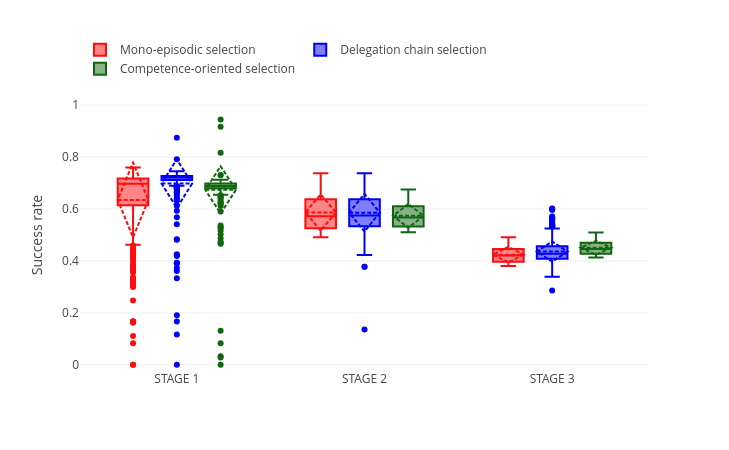 Mono-episodic selection
Delegation chain selection
Competence-oriented selection
1
0.8
0.6
0.4
0.2
0
Success rate
STAGE 1
STAGE 2
STAGE 3